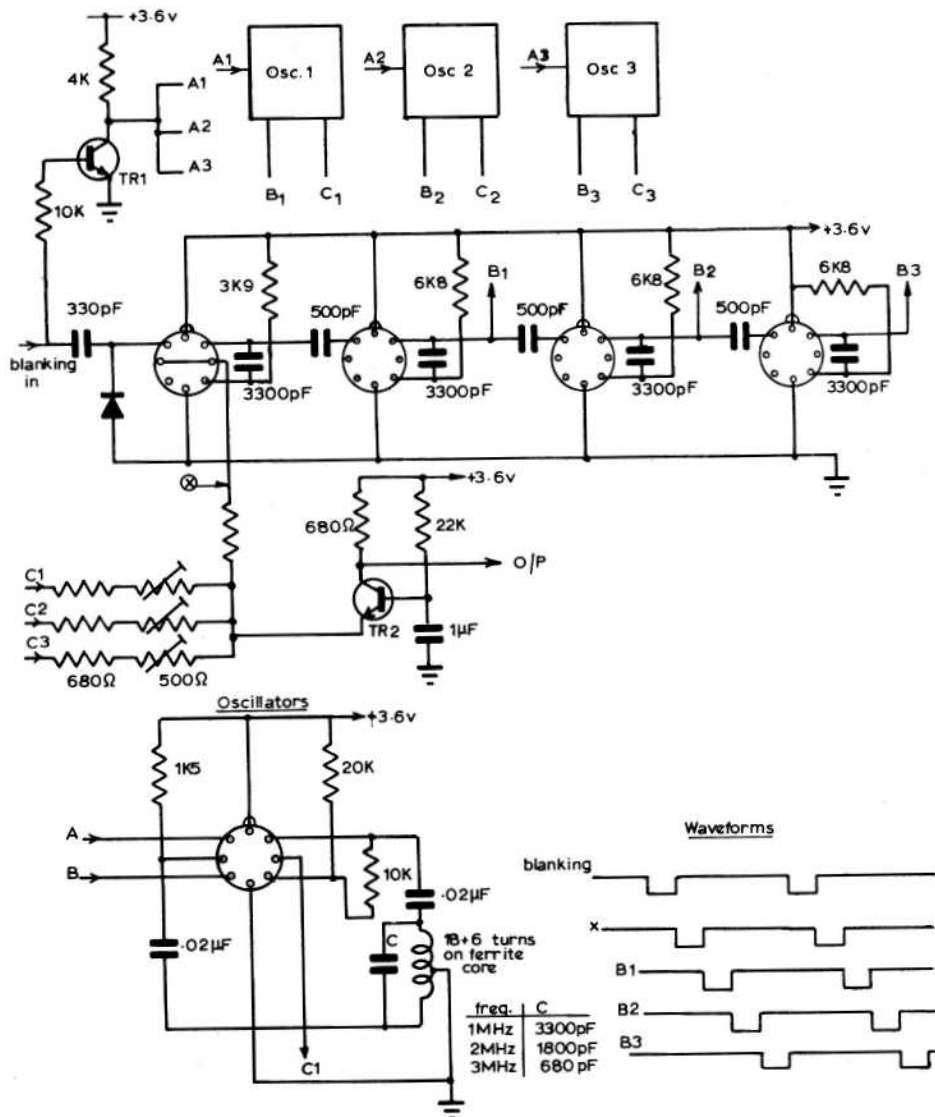 +3·6v
4K
A1
A2
A3
TR1
10K
A1
Osc.1
B1
C1
A2
Osc 2
B2
C2
A3
Osc 3
B3
C3
+3·6v
330pF
blanking in
3K9
3300pF
500pF
6K8
B1
3300pF
500pF
6K8
B2
3300pF
500pF
6K8
B3
3300pF
X
+3·6v
680Ω
22K
O/P
TR2
1µF
C1
C2
C3
680Ω
500Ω
Oscillators
+3·6v
1K5
20K
A
B
10K
·02µF
·02µF
C
18+6 turns
on ferrite
core
C1
freq. C
1MHz 3300pF
2MHz 1800pF
3MHz 680pF
Waveforms
blanking
x
B1
B2
B3